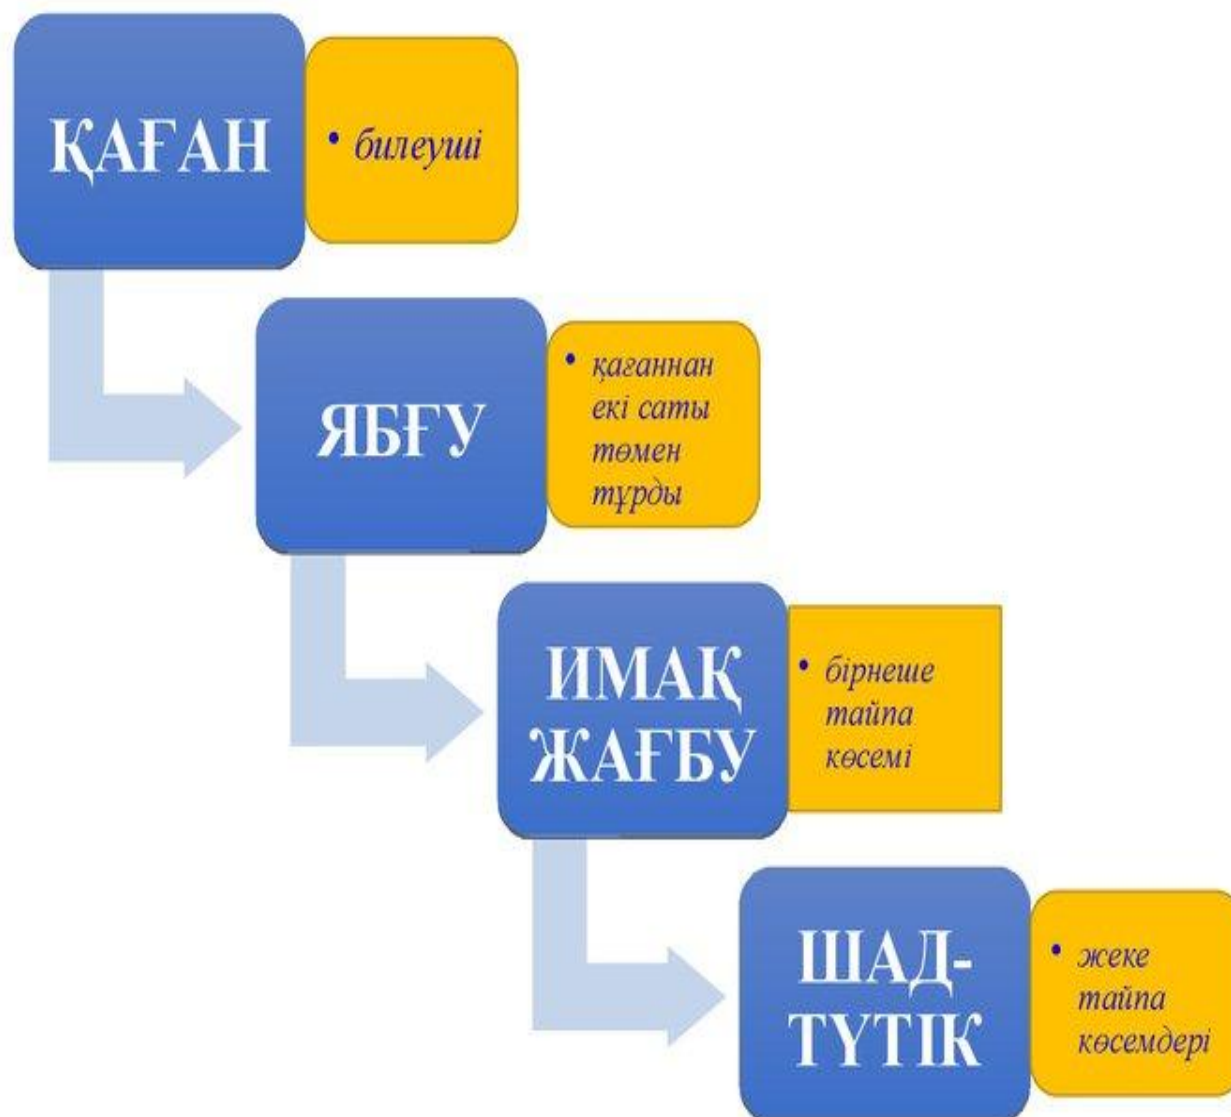 ҚАҒАН
• билеуші
ЯБҒУ
• қағаннан
екі саты
төмен
тұрды
ИМАҚ
ЖАҒБУ
• бірнеше
тайпа
көсемі
ШАД-
ТҮТІК
• жеке
тайпа
көсемдері